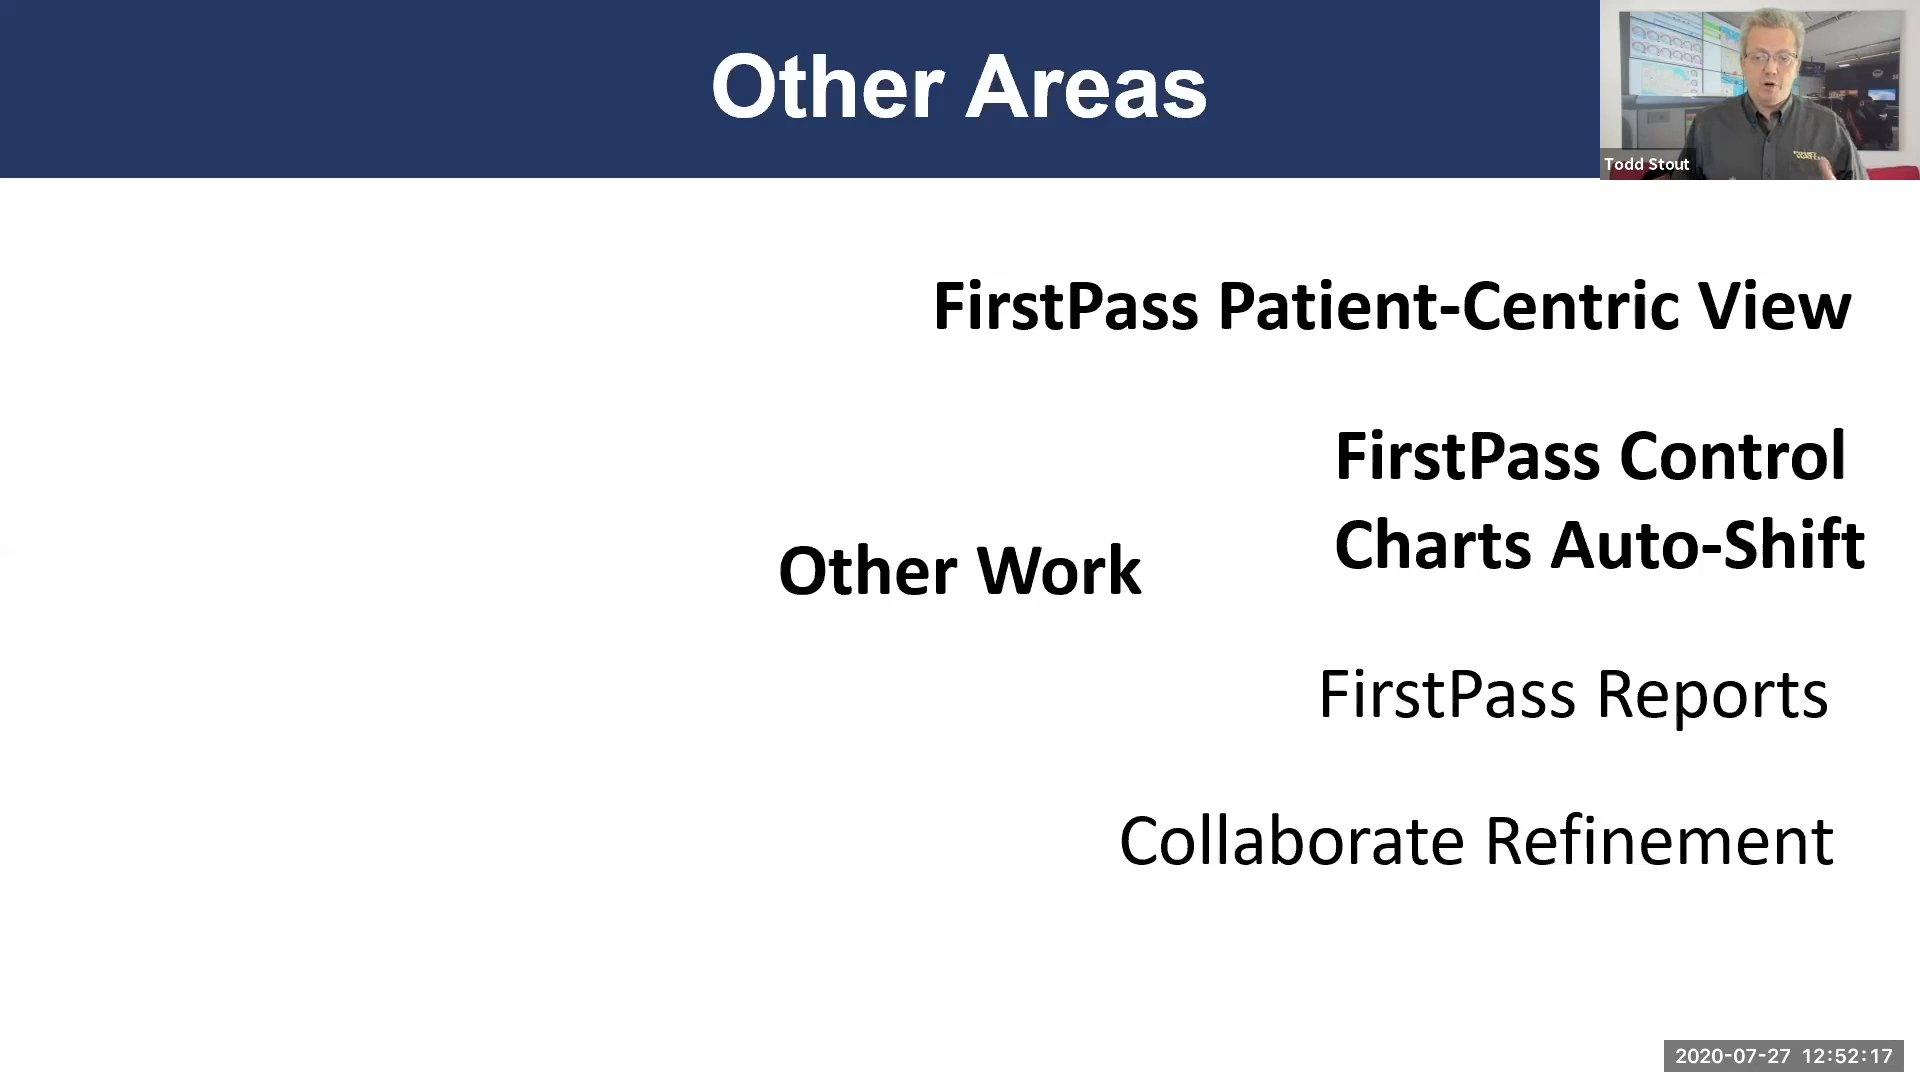 Other Areas
Todd Stout
FirstPass Patient-Centric View
FirstPass Control
Charts Auto-Shift
Other Work
FirstPass Reports
Collaborate Refinement
2020-07-27 12:52:17